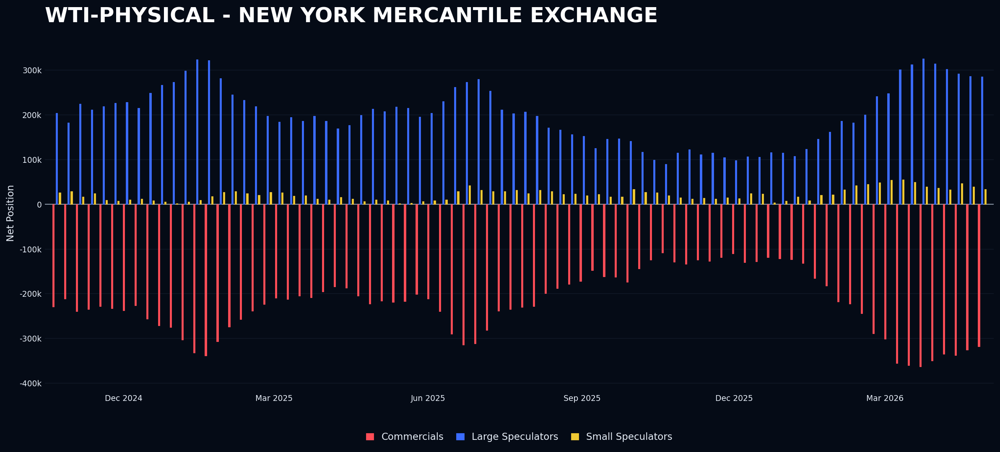 WTI-PHYSICAL - NEW YORK MERCANTILE EXCHANGE
Net Position
300k
200k
100k
0
-100k
-200k
-300k
-400k
Dec 2024
Mar 2025
Jun 2025
Sep 2025
Dec 2025
Mar 2026
Commercials
Large Speculators
Small Speculators